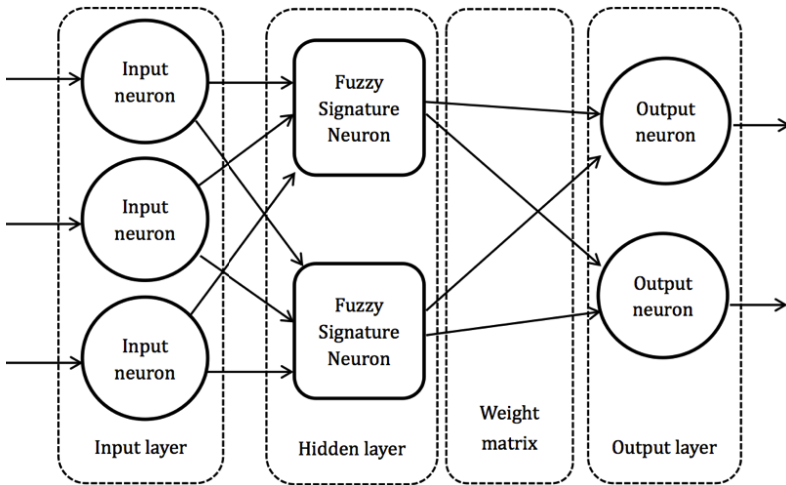 Input
neuron
Input
neuron
Input
neuron
Input layer
Fuzzy
Signature
Neuron
Fuzzy
Signature
Neuron
Hidden layer
Weight
matrix
Output
neuron
Output
neuron
Output layer